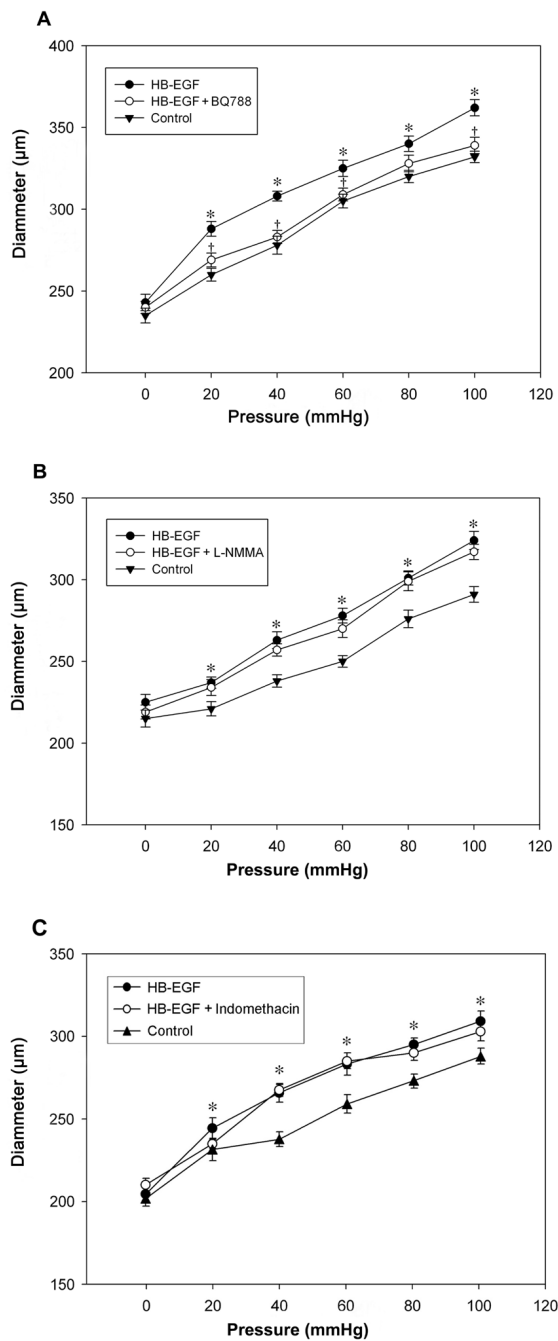 A
400
350
300
250
200
Diammeter (μm)
HB-EGF
HB-EGF + BQ788
Control
*
*
*
*
*
†
†
†
†
0 20 40 60 80 100 120
Pressure (mmHg)
B
350
300
250
200
150
Diammeter (μm)
HB-EGF
HB-EGF + L-NMMA
Control
*
*
*
*
*
0 20 40 60 80 100 120
Pressure (mmHg)
C
350
300
250
200
150
Diammeter (μm)
HB-EGF
HB-EGF + Indomethacin
Control
*
*
*
*
*
0 20 40 60 80 100 120
Pressure (mmHg)